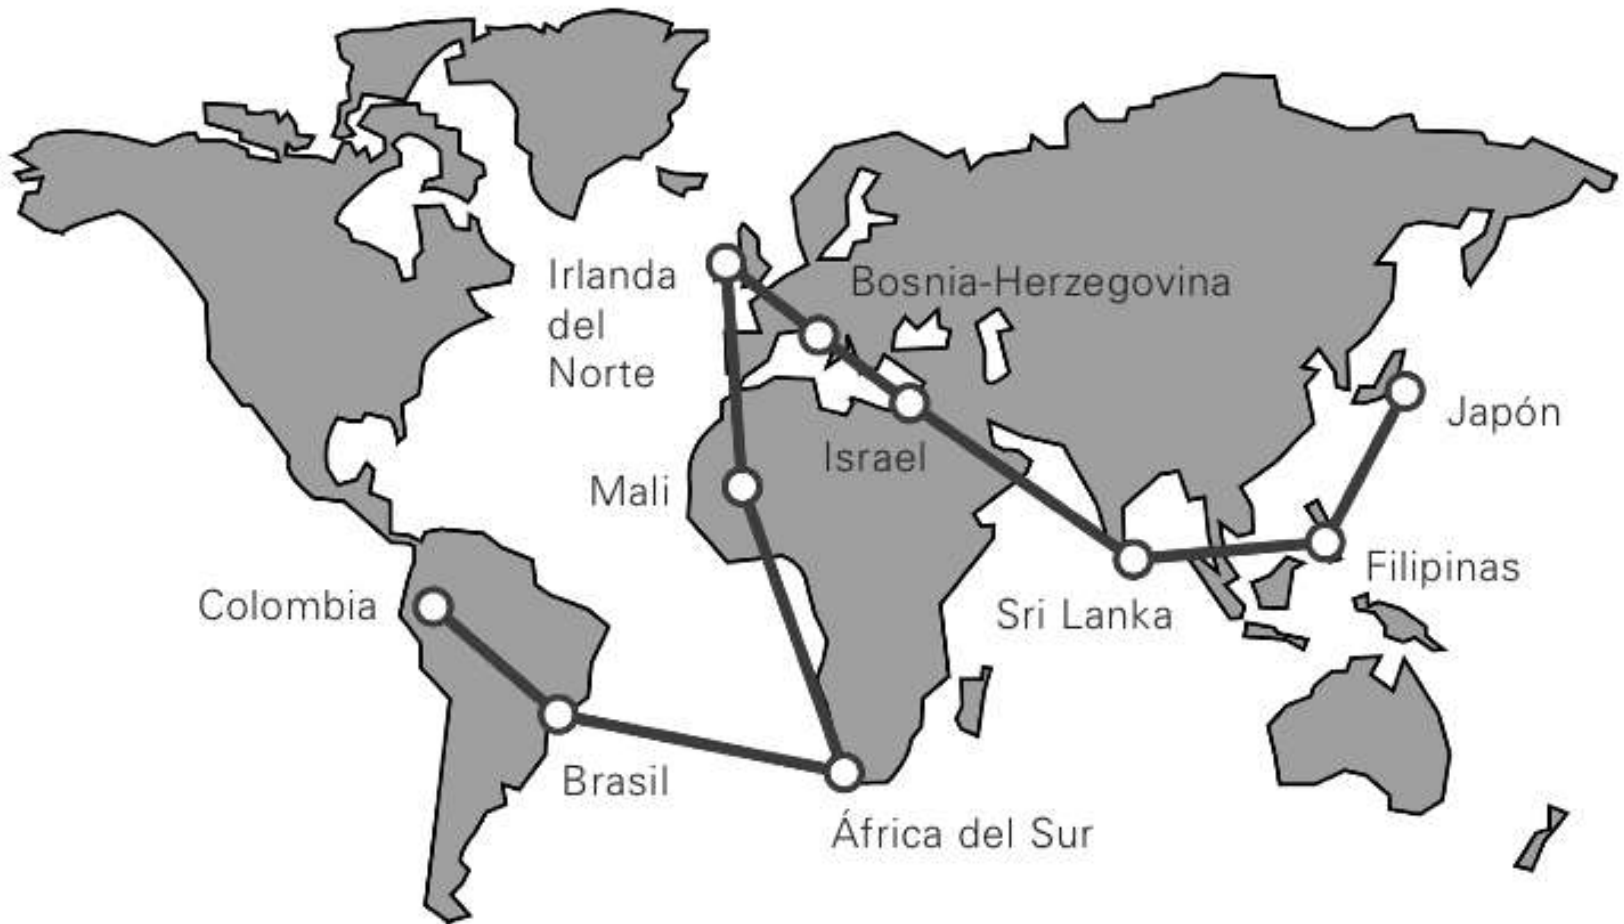 Irlanda
del
Norte
Bosnia-Herzegovina
Japón
Israel
Mali
Filipinas
Colombia
Sri Lanka
Brasil
África del Sur